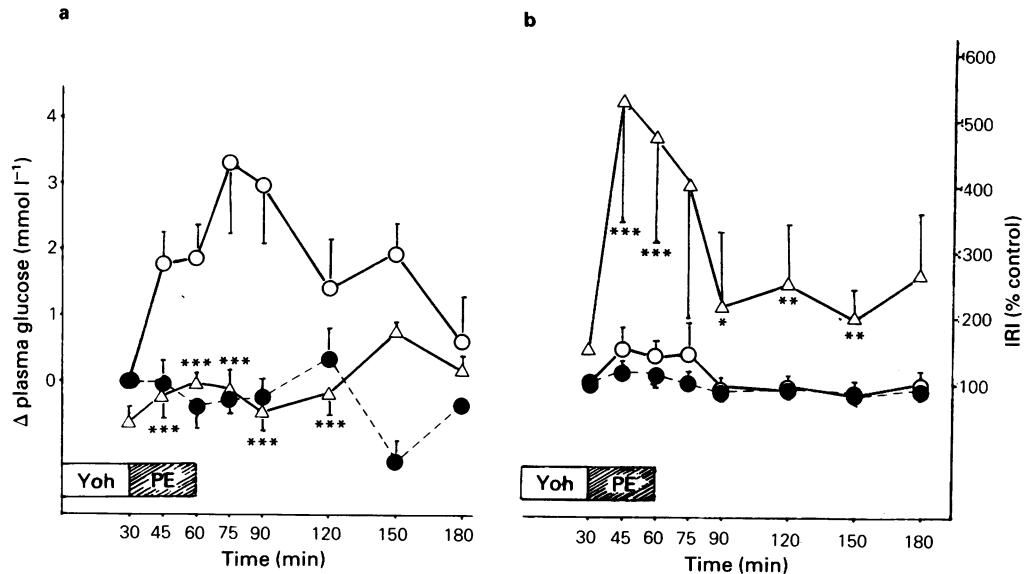 a
Δ plasma glucose (mmol l⁻¹)
4
3
2
1
0
***
***
***
***
***
Yoh
PE
30 45 60 75 90 120 150 180
Time (min)
b
IRI (% control)
600
500
400
300
200
100
***
***
*
**
**
Yoh
PE
30 45 60 75 90 120 150 180
Time (min)